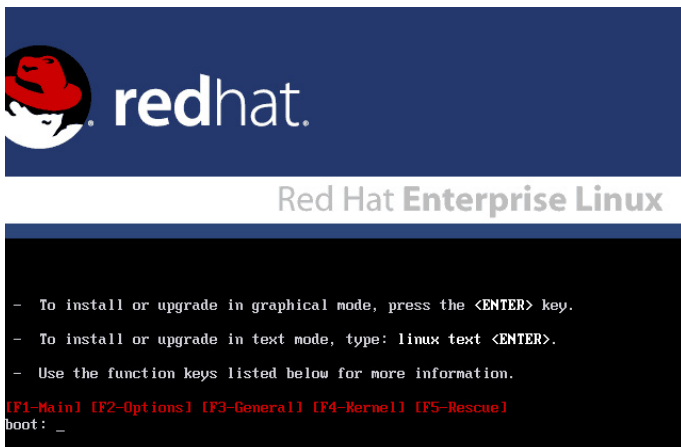 redhat.
Red Hat Enterprise Linux
- To install or upgrade in graphical mode, press the <ENTER> key.
- To install or upgrade in text mode, type: linux text <ENTER>.
- Use the function keys listed below for more information.
[F1-Main] [F2-Options] [F3-General] [F4-Kernel] [F5-Rescue]
boot: _